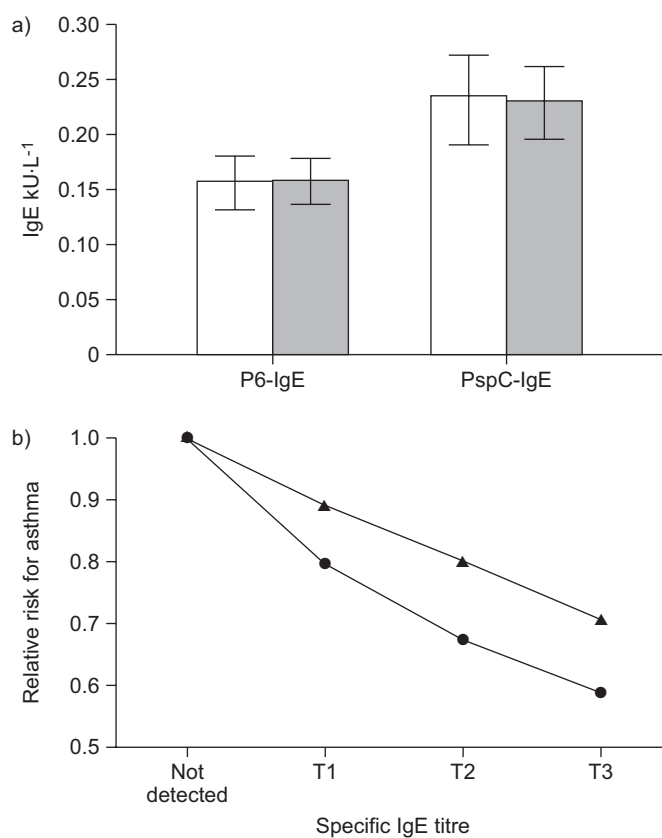 a)
0.30
0.25
0.20
0.15
0.10
0.05
0
IgE kU·L-1
P6-IgE PspC-IgE
b)
1.0
0.9
0.8
0.7
0.6
0.5
Relative risk for asthma
Not detected T1 T2 T3
Specific IgE titre